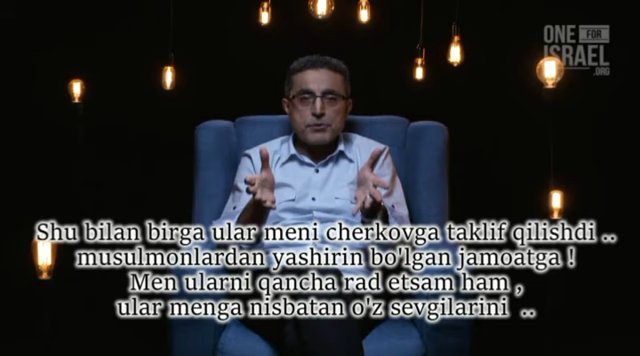 ONE FOR
ISRAEL
.ORG
Shu bilan birga ular meni cherkovga taklif qilishdi ..
musulmonlardan yashirin bo'lgan jamoatga !
Men ularni qancha rad etsam ham ,
ular menga nisbatan o'z sevgilarini ..